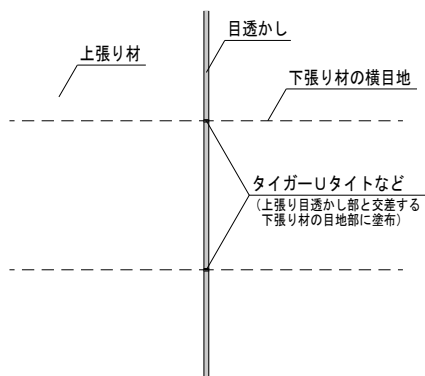 目透かし
上張り材
下張り材の横目地
タイガーUタイトなど
（上張り目透かし部と交差する
下張り材の目地部に塗布）